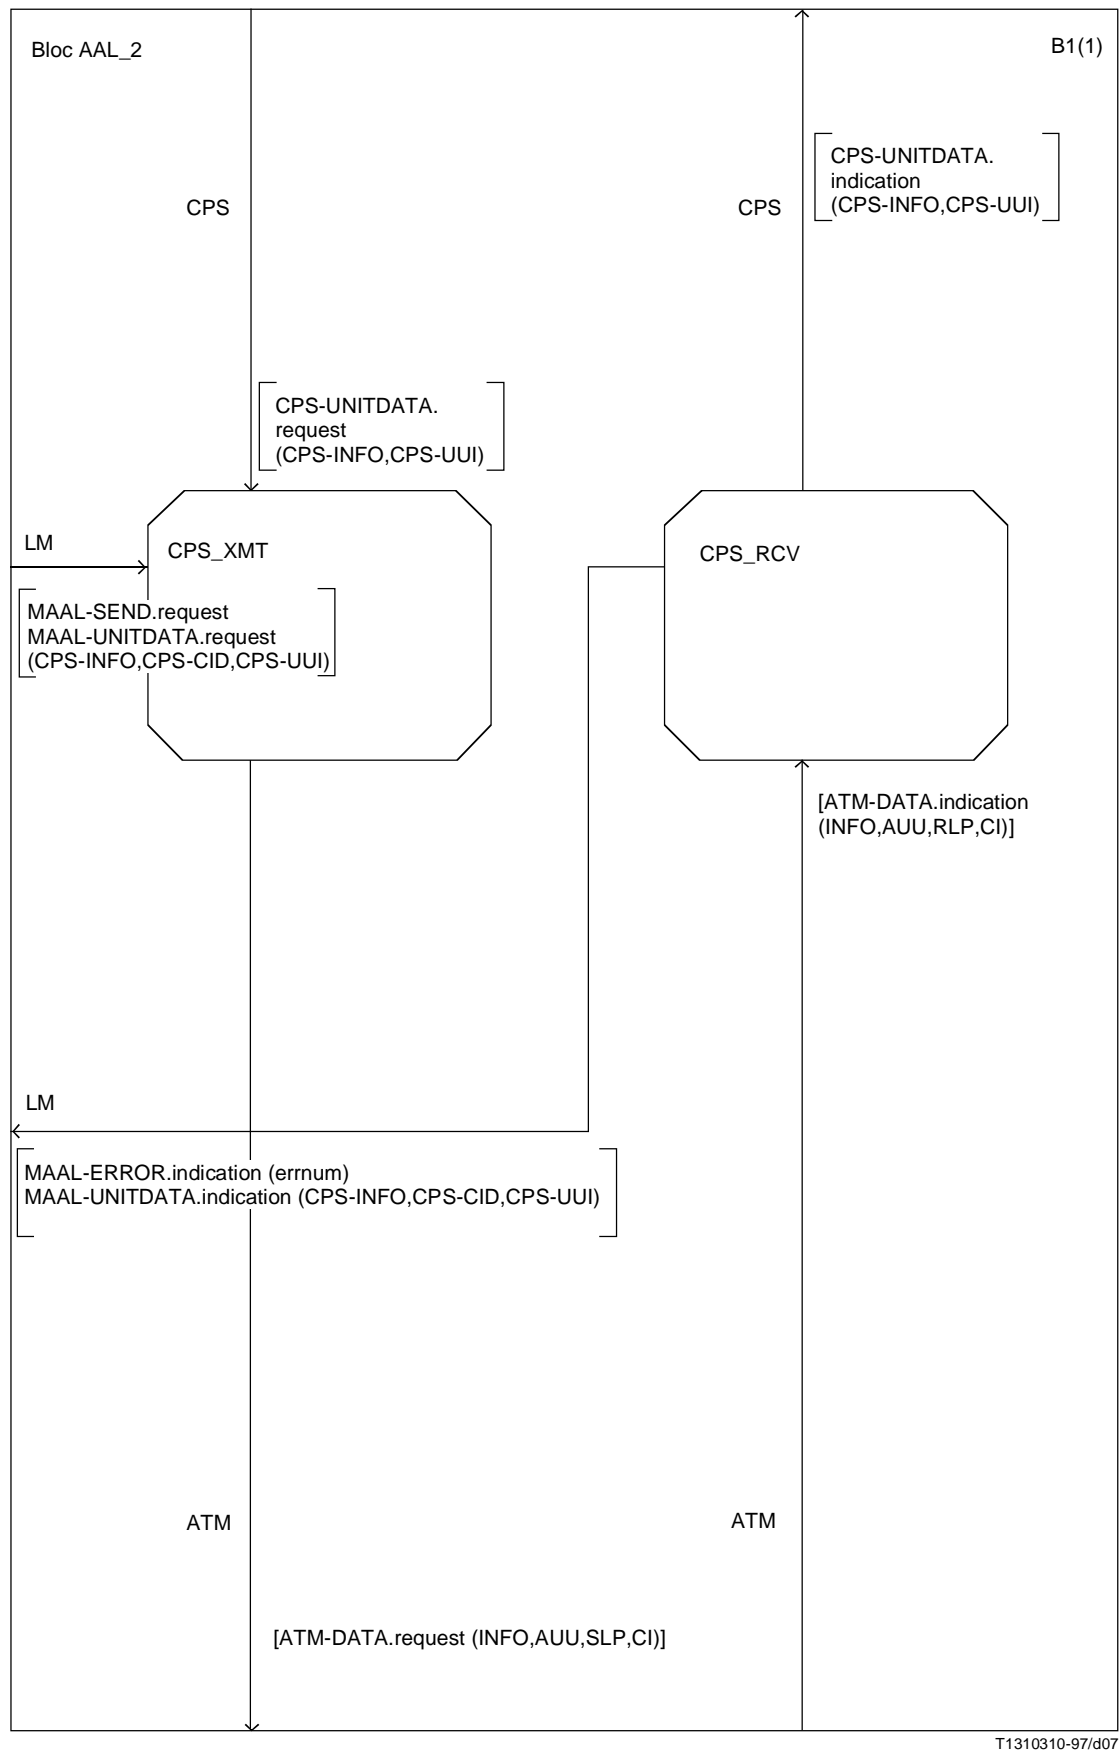 Bloc AAL_2
B1(1)
CPS-UNITDATA.
indication
(CPS-INFO,CPS-UUI)
CPS
CPS
CPS-UNITDATA.
request
(CPS-INFO,CPS-UUI)
LM
CPS_XMT
CPS_RCV
MAAL-SEND.request
MAAL-UNITDATA.request
(CPS-INFO,CPS-CID,CPS-UUI)
[ATM-DATA.indication
(INFO,AUU,RLP,CI)]
LM
MAAL-ERROR.indication (errnum)
MAAL-UNITDATA.indication (CPS-INFO,CPS-CID,CPS-UUI)
ATM
ATM
[ATM-DATA.request (INFO,AUU,SLP,CI)]
T1310310-97/d07